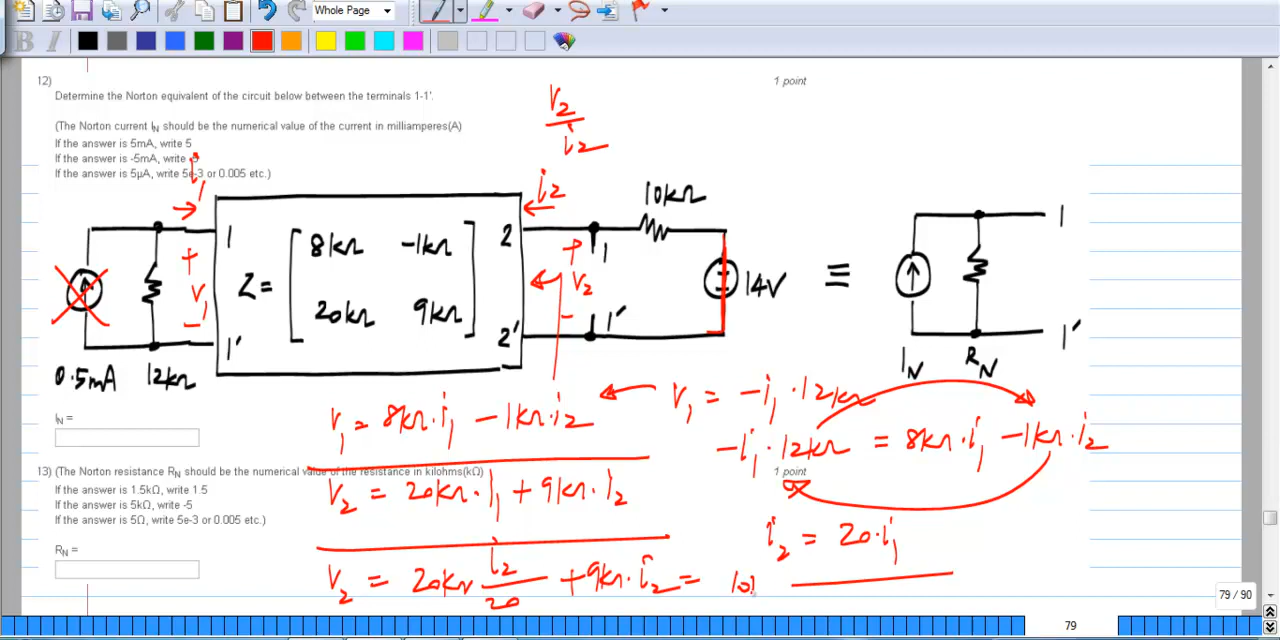 Whole Page
12)
1 point
Determine the Norton equivalent of the circuit below between the terminals 1-1'.
(The Norton current IN should be the numerical value of the current in milliamperes(A)
If the answer is 5mA, write 5
If the answer is -5mA, write -5
If the answer is 5μA, write 5e-3 or 0.005 etc.)
V2 / i2
i1
i2
10kΩ
1
8kΩ -1kΩ
2
+
V1
-
Z =
+
V2
-
1
14V
≡
1
20kΩ 9kΩ
1'
2'
1'
1'
0.5mA 12kΩ
IN RN
V1 = 8kΩ·i1 - 1kΩ·i2
V1 = -i1·12kΩ
IN =
-i1·12kΩ = 8kΩ·i1 - 1kΩ·i2
13) (The Norton resistance RN should be the numerical value of the resistance in kilohms(kΩ)
1 point
If the answer is 1.5kΩ, write 1.5
If the answer is 5kΩ, write -5
If the answer is 5Ω, write 5e-3 or 0.005 etc.)
V2 = 20kΩ·i1 + 9kΩ·i2
i2 = 20·i1
RN =
V2 = 20kΩ i2/20 + 9kΩ·i2 = 10
79 / 90
79